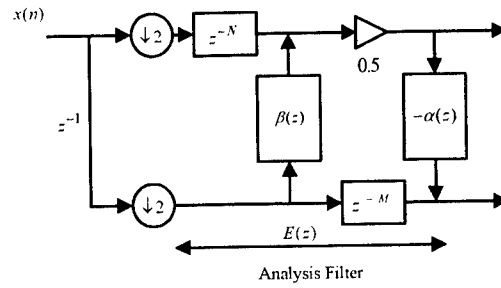 x(n)
↓2
z^{-N}
0.5
z^{-1}
β(z)
-α(z)
↓2
z^{-M}
E(z)
Analysis Filter